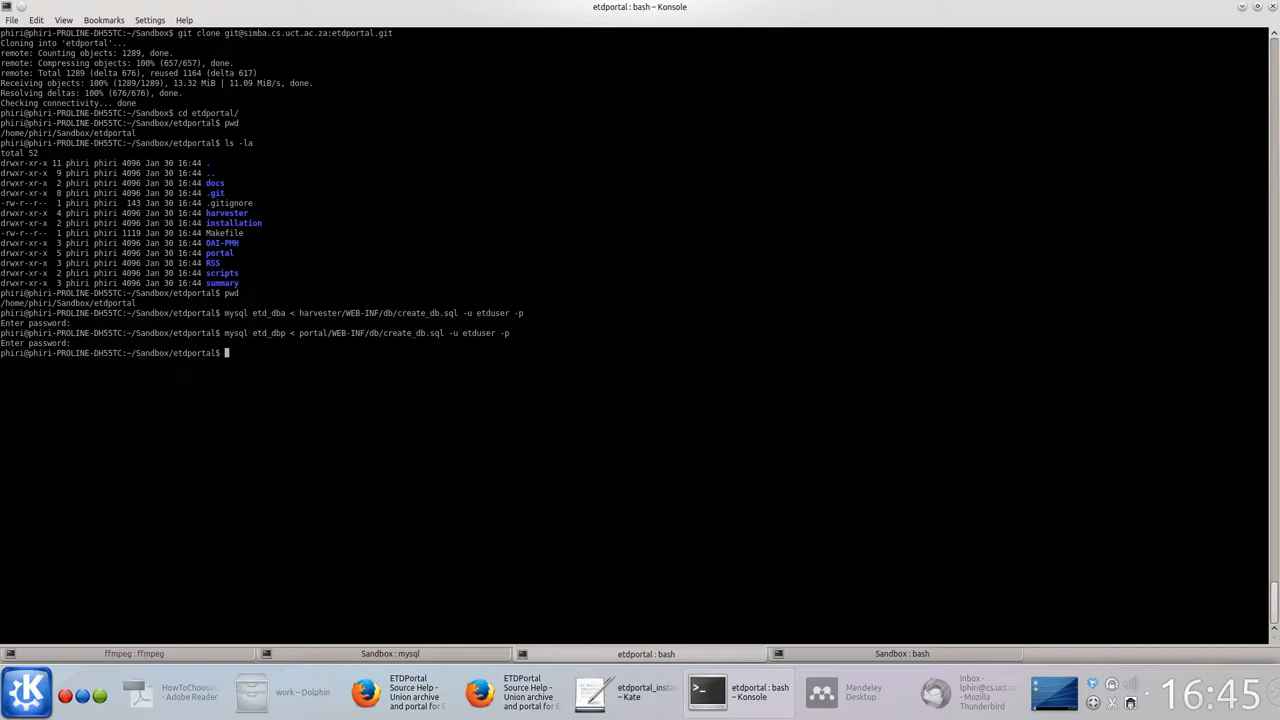 etdportal : bash – Konsole
File Edit View Bookmarks Settings Help
phiri@phiri-PROLINE-DH55TC:~/Sandbox$ git clone git@simba.cs.uct.ac.za:etdportal.git
Cloning into 'etdportal'...
remote: Counting objects: 1289, done.
remote: Compressing objects: 100% (657/657), done.
remote: Total 1289 (delta 676), reused 1164 (delta 617)
Receiving objects: 100% (1289/1289), 13.32 MiB | 11.09 MiB/s, done.
Resolving deltas: 100% (676/676), done.
Checking connectivity... done
phiri@phiri-PROLINE-DH55TC:~/Sandbox$ cd etdportal/
phiri@phiri-PROLINE-DH55TC:~/Sandbox/etdportal$ pwd
/home/phiri/Sandbox/etdportal
phiri@phiri-PROLINE-DH55TC:~/Sandbox/etdportal$ ls -la
total 52
drwxr-xr-x 11 phiri phiri 4096 Jan 30 16:44 .
drwxr-xr-x 9 phiri phiri 4096 Jan 30 16:44 ..
drwxr-xr-x 2 phiri phiri 4096 Jan 30 16:44 docs
drwxr-xr-x 8 phiri phiri 4096 Jan 30 16:44 .git
-rw-r--r-- 1 phiri phiri 143 Jan 30 16:44 .gitignore
drwxr-xr-x 4 phiri phiri 4096 Jan 30 16:44 harvester
drwxr-xr-x 2 phiri phiri 4096 Jan 30 16:44 installation
-rw-r--r-- 1 phiri phiri 1119 Jan 30 16:44 Makefile
drwxr-xr-x 3 phiri phiri 4096 Jan 30 16:44 OAI-PMH
drwxr-xr-x 5 phiri phiri 4096 Jan 30 16:44 portal
drwxr-xr-x 3 phiri phiri 4096 Jan 30 16:44 RSS
drwxr-xr-x 2 phiri phiri 4096 Jan 30 16:44 scripts
drwxr-xr-x 3 phiri phiri 4096 Jan 30 16:44 summary
phiri@phiri-PROLINE-DH55TC:~/Sandbox/etdportal$ pwd
/home/phiri/Sandbox/etdportal
phiri@phiri-PROLINE-DH55TC:~/Sandbox/etdportal$ mysql etd_dba < harvester/WEB-INF/db/create_db.sql -u etduser -p
Enter password:
phiri@phiri-PROLINE-DH55TC:~/Sandbox/etdportal$ mysql etd_dbp < portal/WEB-INF/db/create_db.sql -u etduser -p
Enter password:
phiri@phiri-PROLINE-DH55TC:~/Sandbox/etdportal$
ffmpeg : ffmpeg
Sandbox : mysql
etdportal : bash
Sandbox : bash
HowToChoose
- Adobe Reader
work – Dolphin
ETDPortal
Source Help -
Union archive
and portal for E
ETDPortal
Source Help -
Union archive
and portal for E
etdportal_insta
– Kate
etdportal : bash
– Konsole
Mendeley
Desktop
Inbox -
lphiri@cs.uct.a
- Mozilla
Thunderbird
16:45